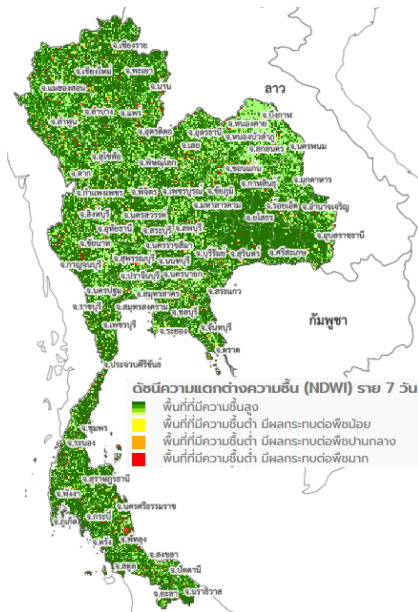 จ.เชียงราย
จ.เชียงใหม่
จ.พะเยา
จ.แม่ฮ่องสอน
จ.น่าน
ลาว
จ.ลำปาง
จ.แพร่
จ.บึงกาฬ
จ.หนองคาย
จ.ลำพูน
จ.อุตรดิตถ์
จ.อุดรธานี
จ.หนองบัวลำภู
จ.เลย
จ.สกลนคร
จ.นครพนม
จ.สุโขทัย
จ.พิษณุโลก
จ.ขอนแก่น
จ.ตาก
จ.กาฬสินธุ์
จ.มุกดาหาร
จ.กำแพงเพชร
จ.พิจิตร
จ.เพชรบูรณ์
จ.ชัยภูมิ
จ.มหาสารคาม
จ.ร้อยเอ็ด
จ.อำนาจเจริญ
จ.สิงห์บุรี
จ.นครสวรรค์
จ.ยโสธร
จ.อุทัยธานี
จ.สระบุรี
จ.ลพบุรี
จ.อุบลราชธานี
จ.ชัยนาท
จ.นครราชสีมา
จ.บุรีรัมย์
จ.สุรินทร์
จ.ศรีสะเกษ
จ.กาญจนบุรี
จ.สุพรรณบุรี
จ.นนทบุรี
จ.ปราจีนบุรี
จ.นครนายก
จ.นครปฐม
จ.สมุทรสาคร
จ.สระแก้ว
จ.ราชบุรี
จ.สมุทรสงคราม
จ.ชลบุรี
กัมพูชา
จ.เพชรบุรี
จ.ระยอง
จ.จันทบุรี
จ.ตราด
จ.ประจวบคีรีขันธ์
ดัชนีความแตกต่างความชื้น (NDWI) ราย 7 วัน
พื้นที่ที่มีความชื้นสูง
พื้นที่ที่มีความชื้นต่ำ มีผลกระทบต่อพืชน้อย
พื้นที่ที่มีความชื้นต่ำ มีผลกระทบต่อพืชปานกลาง
พื้นที่ที่มีความชื้นต่ำ มีผลกระทบต่อพืชมาก
จ.ชุมพร
จ.ระนอง
จ.สุราษฎร์ธานี
จ.พังงา
จ.นครศรีธรรมราช
จ.กระบี่
จ.ภูเก็ต
จ.ตรัง
จ.พัทลุง
จ.สงขลา
จ.สตูล
จ.ปัตตานี
จ.ยะลา
จ.นราธิวาส